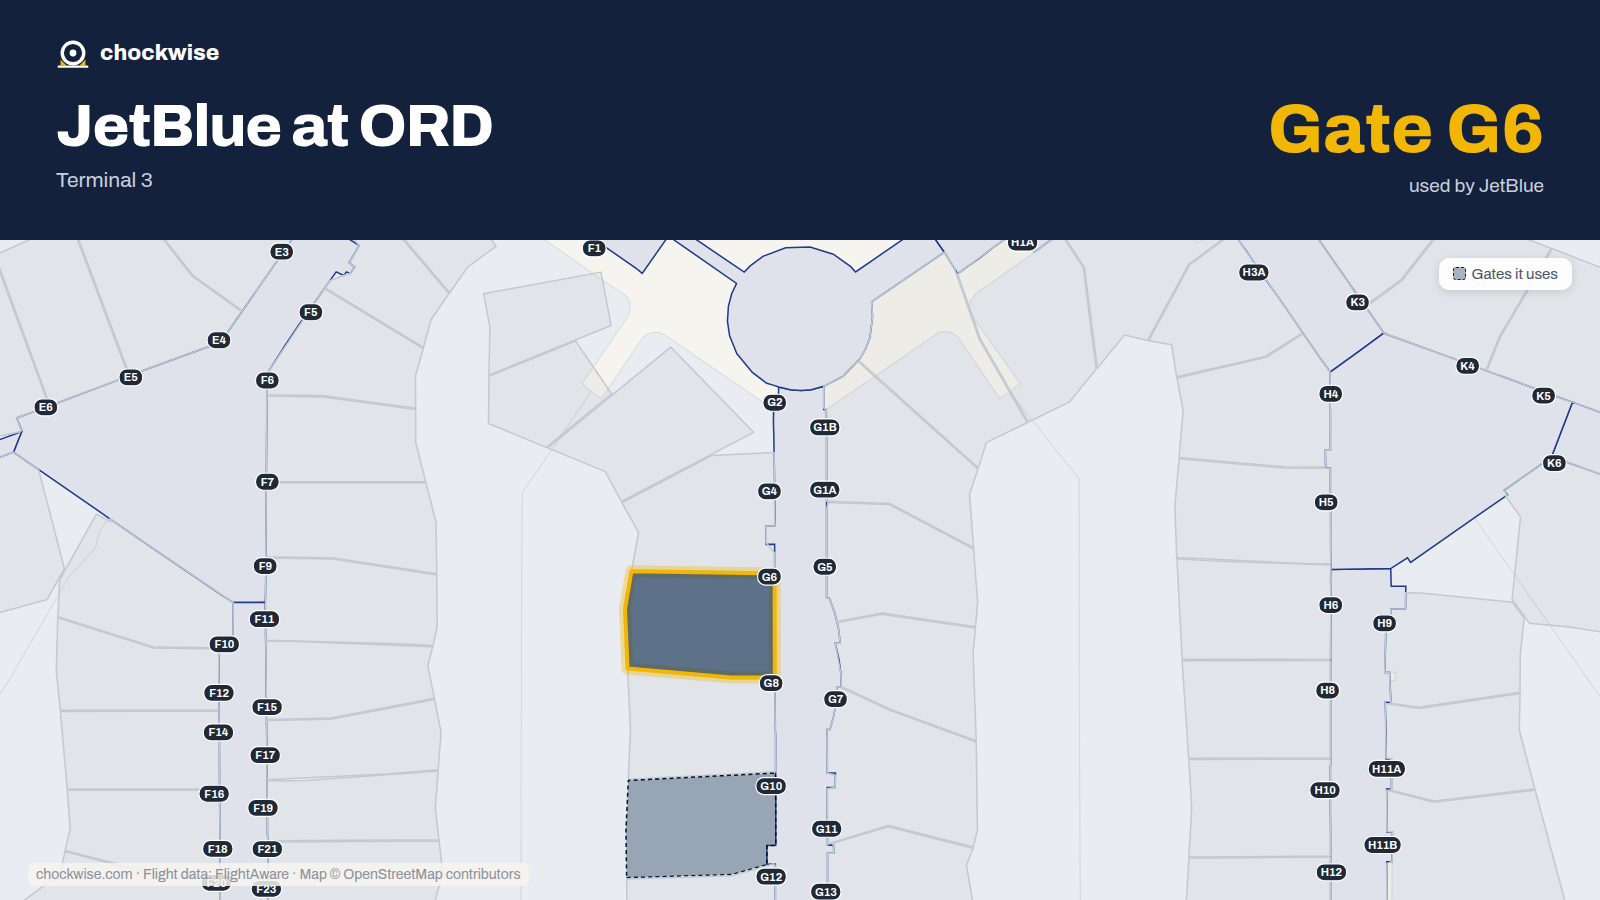 chockwise
JetBlue at ORD
Terminal 3
Gate G6
used by JetBlue
Gates it uses
E3
F1
H1A
H3A
K3
F5
E4
E5
F6
E6
K4
K5
H4
G2
G1B
K6
F7
G4
G1A
H5
F9
G6
G5
F11
H6
H9
F10
G8
H8
F12
F15
G7
F14
F17
H11A
F16
F19
G10
H10
G11
H11B
F18
F21
G12
H12
F23
G13
chockwise.com · Flight data: FlightAware · Map © OpenStreetMap contributors